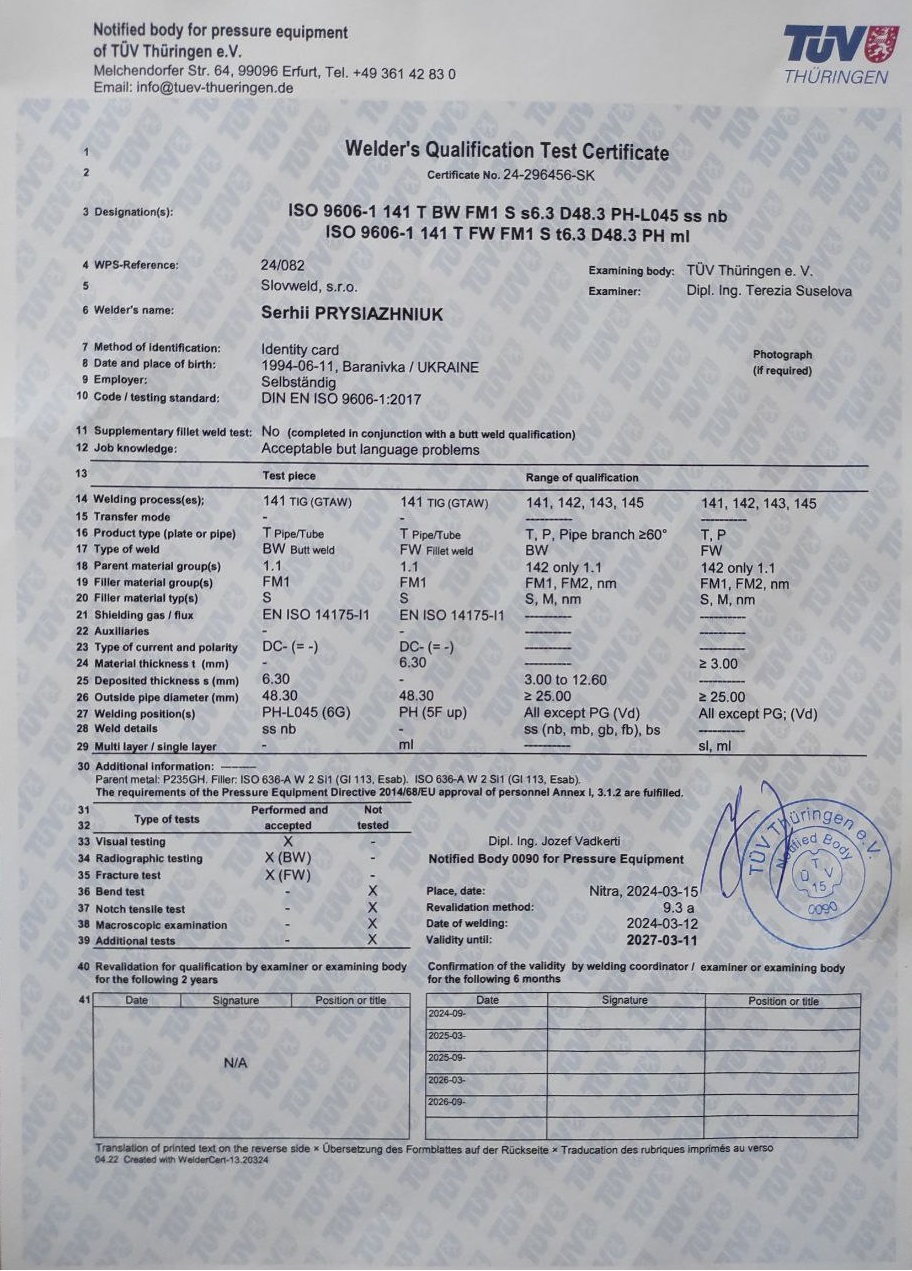 Notified body for pressure equipment
of TÜV Thüringen e.V.
Melchendorfer Str. 64, 99096 Erfurt, Tel. +49 361 42 83 0
Email: info@tuev-thueringen.de
TÜV
THÜRINGEN
1 Welder's Qualification Test Certificate
2 Certificate No. 24-296456-SK
3 Designation(s): ISO 9606-1 141 T BW FM1 S s6.3 D48.3 PH-L045 ss nb
ISO 9606-1 141 T FW FM1 S t6.3 D48.3 PH ml
4 WPS-Reference: 24/082 Examining body: TÜV Thüringen e. V.
5 Slovweld, s.r.o. Examiner: Dipl. Ing. Terezia Suselova
6 Welder's name: Serhii PRYSIAZHNIUK
7 Method of identification: Identity card Photograph
8 Date and place of birth: 1994-06-11, Baranivka / UKRAINE (if required)
9 Employer: Selbständig
10 Code / testing standard: DIN EN ISO 9606-1:2017
11 Supplementary fillet weld test: No (completed in conjunction with a butt weld qualification)
12 Job knowledge: Acceptable but language problems
13 Test piece Range of qualification
14 Welding process(es); 141 TIG (GTAW) 141 TIG (GTAW) 141, 142, 143, 145 141, 142, 143, 145
15 Transfer mode - - ---------- ----------
16 Product type (plate or pipe) T Pipe/Tube T Pipe/Tube T, P, Pipe branch ≥60° T, P
17 Type of weld BW Butt weld FW Fillet weld BW FW
18 Parent material group(s) 1.1 1.1 142 only 1.1 142 only 1.1
19 Filler material group(s) FM1 FM1 FM1, FM2, nm FM1, FM2, nm
20 Filler material typ(s) S S S, M, nm S, M, nm
21 Shielding gas / flux EN ISO 14175-I1 EN ISO 14175-I1 ---------- ----------
22 Auxiliaries - - ---------- ----------
23 Type of current and polarity DC- (= -) DC- (= -) ---------- ----------
24 Material thickness t (mm) - 6.30 ---------- ≥ 3.00
25 Deposited thickness s (mm) 6.30 - 3.00 to 12.60 ----------
26 Outside pipe diameter (mm) 48.30 48.30 ≥ 25.00 ≥ 25.00
27 Welding position(s) PH-L045 (6G) PH (5F up) All except PG (Vd) All except PG; (Vd)
28 Weld details ss nb - ss (nb, mb, gb, fb), bs ----------
29 Multi layer / single layer - ml ---------- sl, ml
30 Additional information: --------
Parent metal: P235GH. Filler: ISO 636-A W 2 Si1 (GI 113, Esab). ISO 636-A W 2 Si1 (GI 113, Esab).
The requirements of the Pressure Equipment Directive 2014/68/EU approval of personnel Annex I, 3.1.2 are fulfilled.
31 Type of tests Performed and Not
32 accepted tested
33 Visual testing X -
34 Radiographic testing X (BW) -
35 Fracture test X (FW) -
36 Bend test - X
37 Notch tensile test - X
38 Macroscopic examination - X
39 Additional tests - X
Dipl. Ing. Jozef Vadkerti
Notified Body 0090 for Pressure Equipment
Place, date: Nitra, 2024-03-15
Revalidation method: 9.3 a
Date of welding: 2024-03-12
Validity until: 2027-03-11
TÜV Thüringen e.V.
Notified Body
T
Ü V
15
0090
40 Revalidation for qualification by examiner or examining body
for the following 2 years
Confirmation of the validity by welding coordinator / examiner or examining body
for the following 6 months
41 Date Signature Position or title
N/A
Date Signature Position or title
2024-09-
2025-03-
2025-09-
2026-03-
2026-09-
Translation of printed text on the reverse side × Übersetzung des Formblattes auf der Rückseite × Traducation des rubriques imprimés au verso
04.22 Created with WelderCert-13.20324